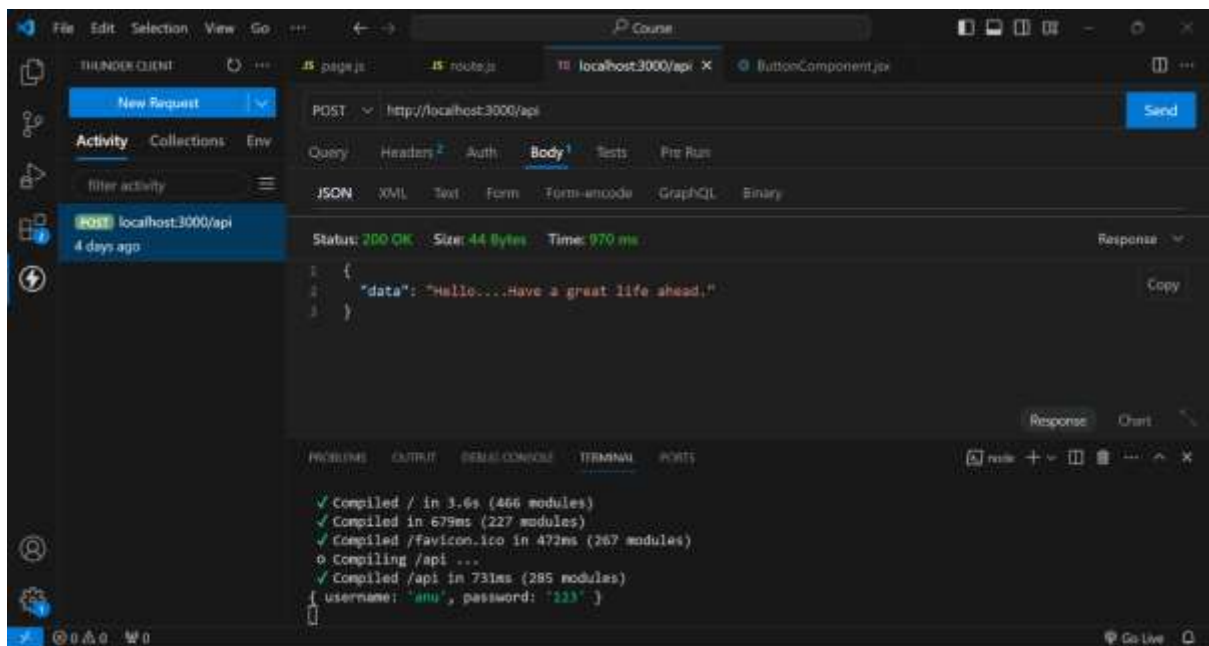 File Edit Selection View Go ... Course
THUNDER CLIENT ...
JS page.js JS route.js TC localhost:3000/api × ButtonComponent.jsx ...
New Request
POST http://localhost:3000/api Send
Activity Collections Env
Query Headers 2 Auth Body 1 Tests Pre Run
filter activity
JSON XML Text Form Form-encode GraphQL Binary
POST localhost:3000/api
4 days ago
Status: 200 OK Size: 44 Bytes Time: 970 ms Response
1 {
2 "data": "Hello....Have a great life ahead."
3 }
Copy
Response Chart
PROBLEMS OUTPUT DEBUG CONSOLE TERMINAL PORTS node ...
✓ Compiled / in 3.6s (466 modules)
✓ Compiled in 679ms (227 modules)
✓ Compiled /favicon.ico in 472ms (267 modules)
○ Compiling /api ...
✓ Compiled /api in 731ms (285 modules)
{ username: 'anu', password: '123' }
0 0 0 Go Live